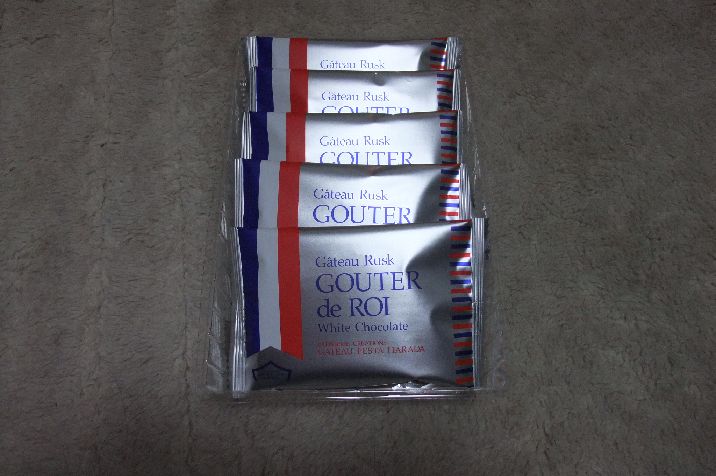 Gâteau Rusk
Gâteau Rusk
GOUTER
Gâteau Rusk
GOUTER
Gâteau Rusk
GOUTER
Gâteau Rusk
GOUTER
de ROI
White Chocolate
GATEAU FESTA HARADA